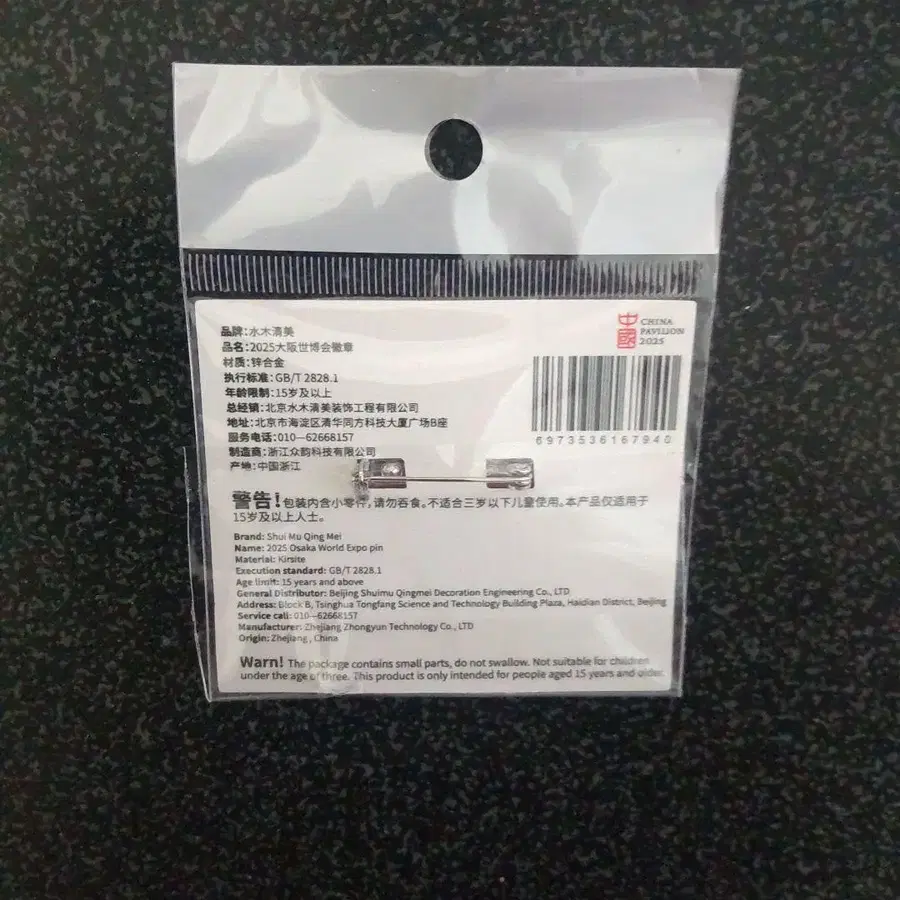 中國
CHINA
PAVILION
2025
6973536167940
品牌:水木清美
品名:2025大阪世博会徽章
材质:锌合金
执行标准:GB/T 2828.1
年龄限制:15岁及以上
总经销:北京水木清美装饰工程有限公司
地址:北京市海淀区清华同方科技大厦广场B座
服务电话:010—62668157
制造商:浙江众韵科技有限公司
产地:中国浙江
警告!包装内含小零件,请勿吞食。不适合三岁以下儿童使用。本产品仅适用于
15岁及以上人士。
Brand: Shui Mu Qing Mei
Name: 2025 Osaka World Expo pin
Material: Kirsite
Execution standard: GB/T 2828.1
Age limit: 15 years and above
General Distributor: Beijing Shuimu Qingmei Decoration Engineering Co., LTD
Address: Block B, Tsinghua Tongfang Science and Technology Building Plaza, Haidian District, Beijing
Service call: 010—62668157
Manufacturer: Zhejiang Zhongyun Technology Co., LTD
Origin: Zhejiang, China
Warn! The package contains small parts, do not swallow. Not suitable for children
under the age of three. This product is only intended for people aged 15 years and older.